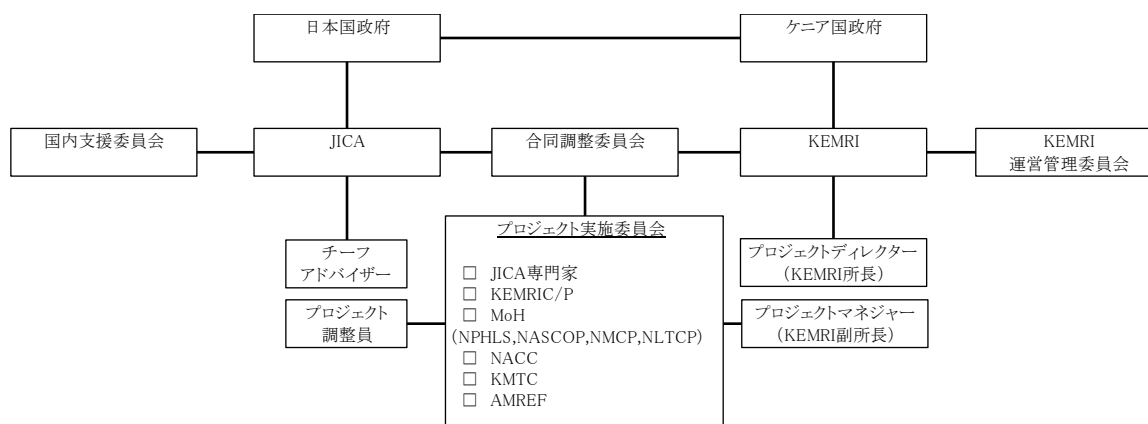 日本国政府
ケニア国政府
国内支援委員会
JICA
合同調整委員会
KEMRI
KEMRI
運営管理委員会
チーフ
アドバイザー
プロジェクト実施委員会
□ JICA専門家
□ KEMRIC/P
□ MoH
(NPHLS,NASCOP,NMCP,NLTCP)
□ NACC
□ KMTC
□ AMREF
プロジェクトディレクター
(KEMRI所長)
プロジェクト
調整員
プロジェクトマネジャー
(KEMRI副所長)